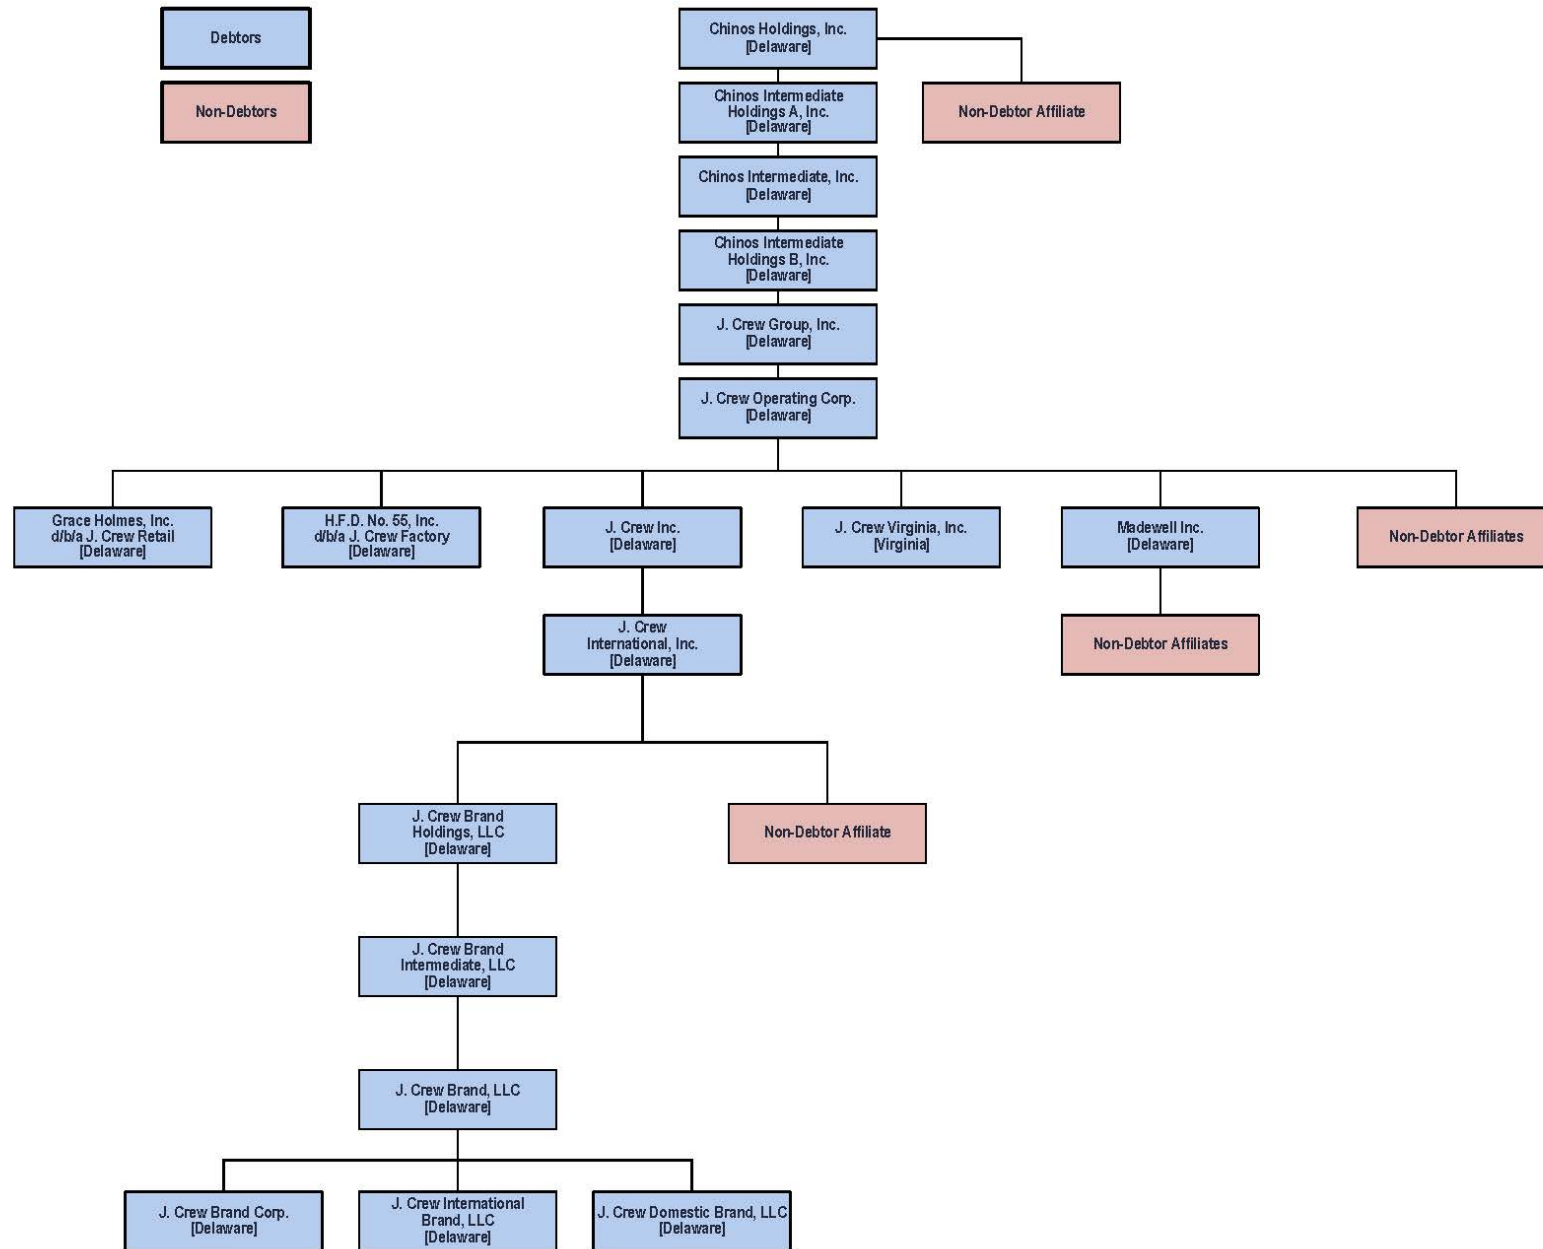 Debtors
Non-Debtors
Chinos Holdings, Inc.
[Delaware]
Chinos Intermediate
Holdings A, Inc.
[Delaware]
Non-Debtor Affiliate
Chinos Intermediate, Inc.
[Delaware]
Chinos Intermediate
Holdings B, Inc.
[Delaware]
J. Crew Group, Inc.
[Delaware]
J. Crew Operating Corp.
[Delaware]
Grace Holmes, Inc.
d/b/a J. Crew Retail
[Delaware]
H.F.D. No. 55, Inc.
d/b/a J. Crew Factory
[Delaware]
J. Crew Inc.
[Delaware]
J. Crew Virginia, Inc.
[Virginia]
Madewell Inc.
[Delaware]
Non-Debtor Affiliates
J. Crew
International, Inc.
[Delaware]
Non-Debtor Affiliates
J. Crew Brand
Holdings, LLC
[Delaware]
Non-Debtor Affiliate
J. Crew Brand
Intermediate, LLC
[Delaware]
J. Crew Brand, LLC
[Delaware]
J. Crew Brand Corp.
[Delaware]
J. Crew International
Brand, LLC
[Delaware]
J. Crew Domestic Brand, LLC
[Delaware]